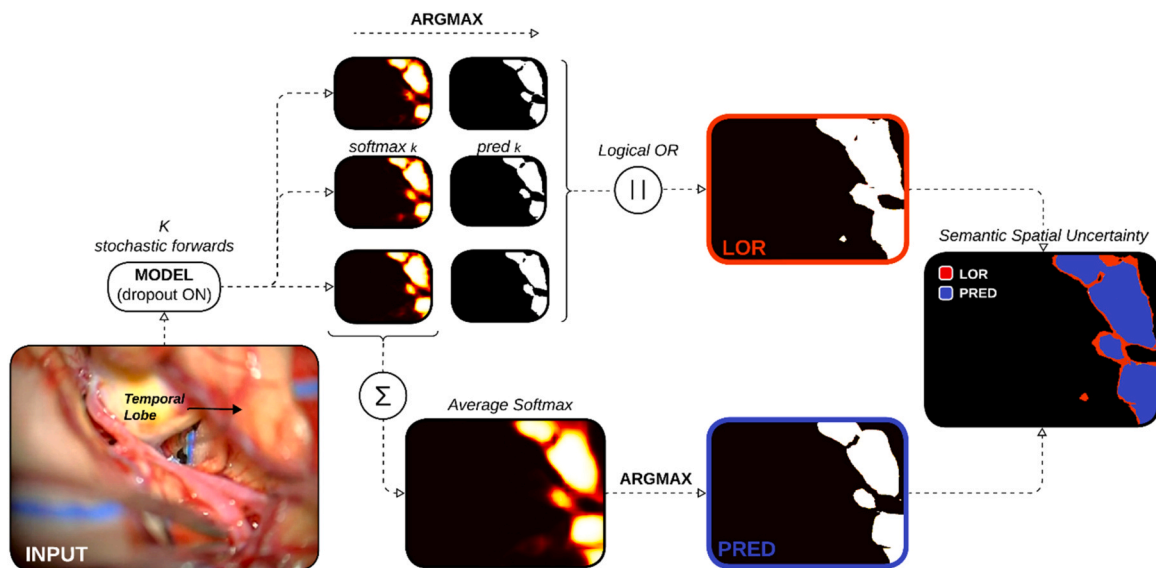 ARGMAX
softmax k
pred k
Logical OR
||
LOR
K
stochastic forwards
MODEL
(dropout ON)
Semantic Spatial Uncertainty
LOR
PRED
Temporal
Lobe
INPUT
Σ
Average Softmax
ARGMAX
PRED